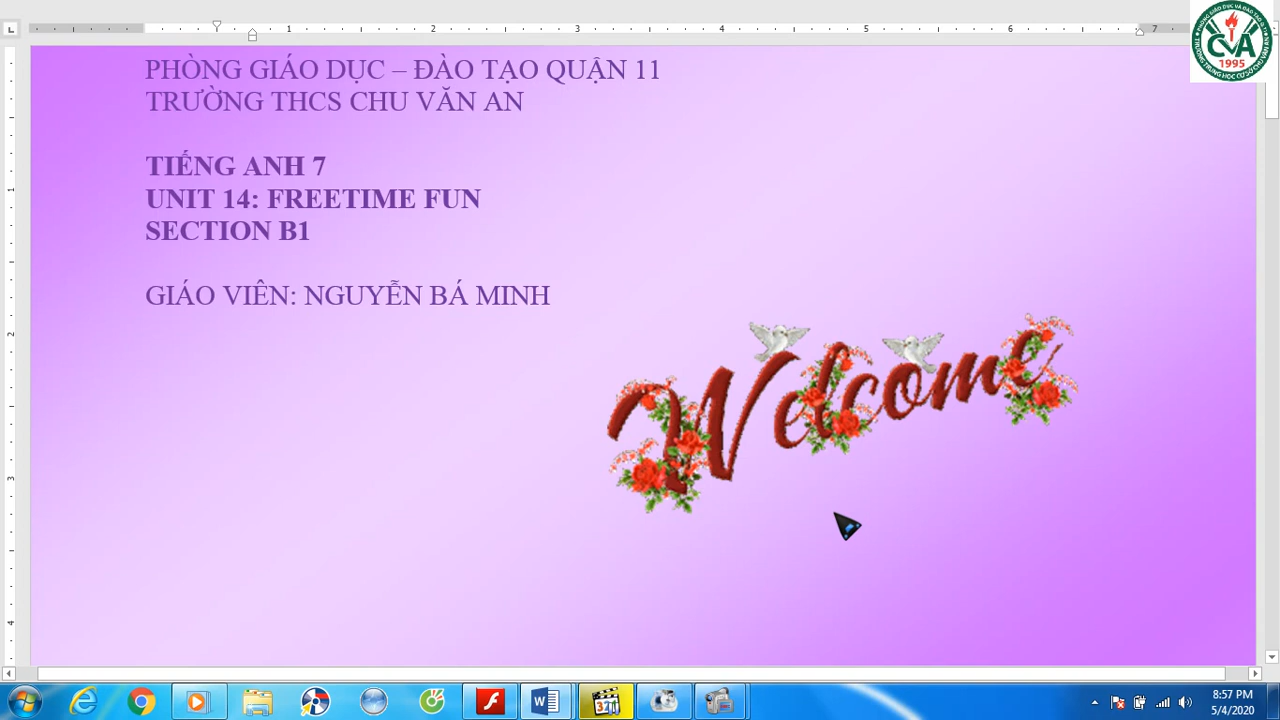 PHÒNG GIÁO DỤC – ĐÀO TẠO QUẬN 11
TRƯỜNG THCS CHU VĂN AN
TIẾNG ANH 7
UNIT 14: FREETIME FUN
SECTION B1
GIÁO VIÊN: NGUYỄN BÁ MINH
Welcome
CVA
1995
8:57 PM
5/4/2020